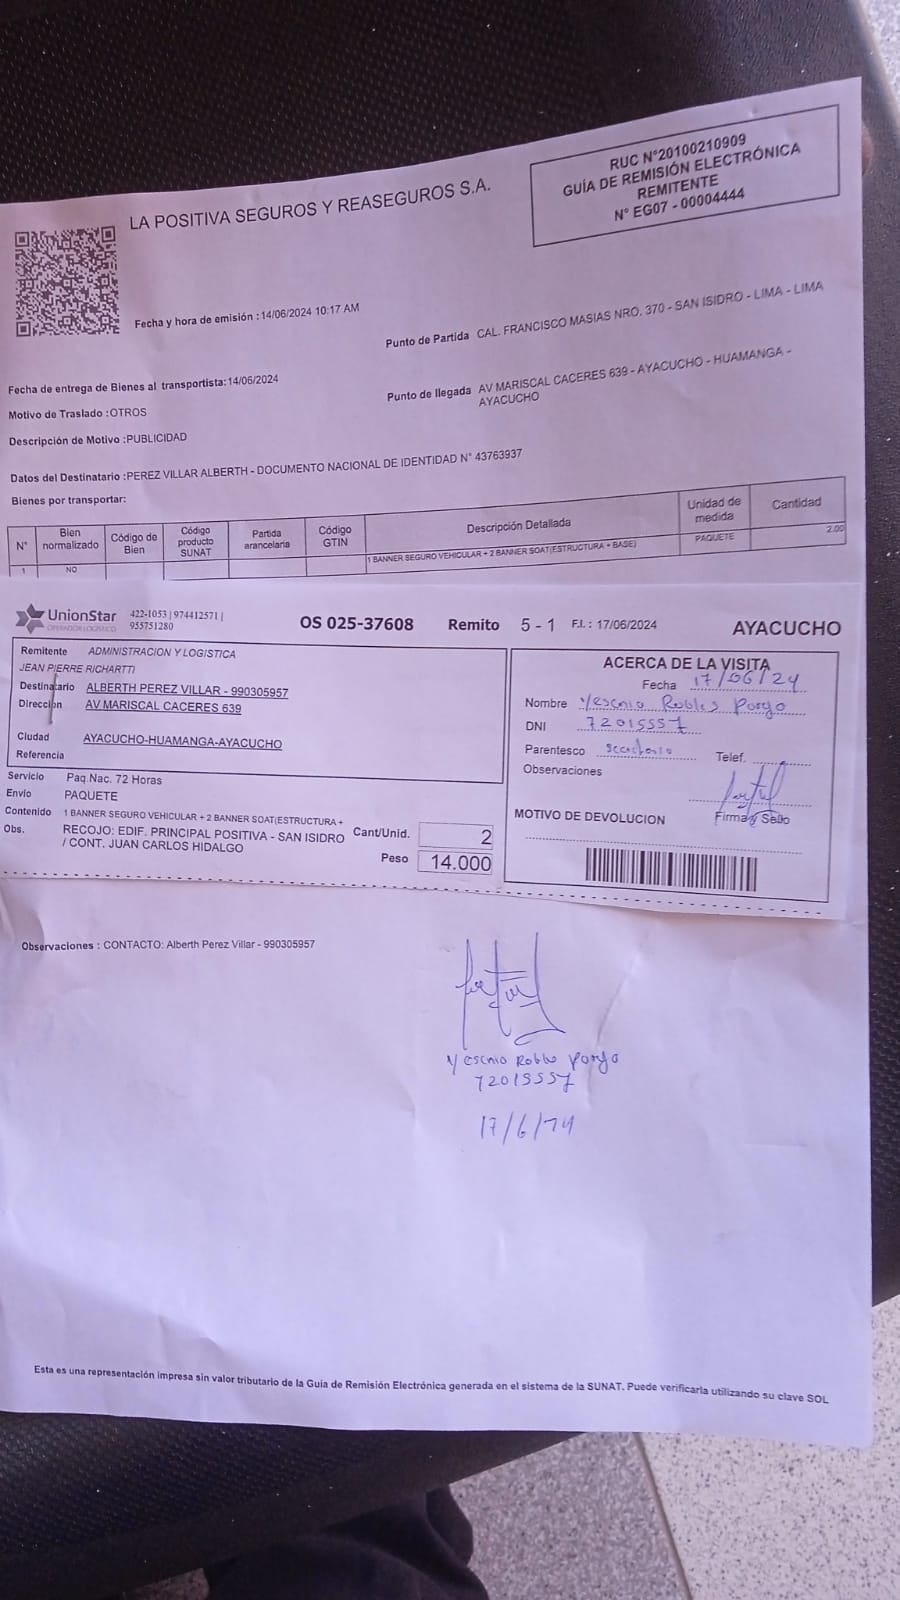 LA POSITIVA SEGUROS Y REASEGUROS S.A.
RUC N°20100210909
GUÍA DE REMISIÓN ELECTRÓNICA
REMITENTE
N° EG07 - 00004444
Fecha y hora de emisión :14/06/2024 10:17 AM
Punto de Partida CAL. FRANCISCO MASIAS NRO. 370 - SAN ISIDRO - LIMA - LIMA
Fecha de entrega de Bienes al transportista:14/06/2024
Punto de llegada AV MARISCAL CACERES 639 - AYACUCHO - HUAMANGA -
AYACUCHO
Motivo de Traslado :OTROS
Descripción de Motivo :PUBLICIDAD
Datos del Destinatario :PEREZ VILLAR ALBERTH - DOCUMENTO NACIONAL DE IDENTIDAD N° 43763937
Bienes por transportar:
N° Bien normalizado Código de Bien Código producto SUNAT Partida arancelaria Código GTIN Descripción Detallada Unidad de medida Cantidad
1 NO 1 BANNER SEGURO VEHICULAR + 2 BANNER SOAT(ESTRUCTURA + BASE) PAQUETE 2.00
UnionStar
OPERADOR LOGÍSTICO
422-1053 | 974412571 |
955751280
OS 025-37608 Remito 5 - 1 F.I. : 17/06/2024 AYACUCHO
Remitente ADMINISTRACION Y LOGISTICA
JEAN PIERRE RICHARTTI
Destinatario ALBERTH PEREZ VILLAR - 990305957
Dirección AV MARISCAL CACERES 639
Ciudad AYACUCHO-HUAMANGA-AYACUCHO
Referencia
Servicio Paq.Nac. 72 Horas
Envío PAQUETE
Contenido 1 BANNER SEGURO VEHICULAR + 2 BANNER SOAT(ESTRUCTURA +
Obs. RECOJO: EDIF. PRINCIPAL POSITIVA - SAN ISIDRO
/ CONT. JUAN CARLOS HIDALGO
Cant/Unid. 2
Peso 14.000
ACERCA DE LA VISITA
Fecha 17/06/24
Nombre Yescnia Robles Poryo
DNI 72015557
Parentesco Telef.
Observaciones
Firma y Sello
MOTIVO DE DEVOLUCION
Observaciones : CONTACTO: Alberth Perez Villar - 990305957
Yescnia Robles Poryo
72015557
17/6/24
Esta es una representación impresa sin valor tributario de la Guía de Remisión Electrónica generada en el sistema de la SUNAT. Puede verificarla utilizando su clave SOL